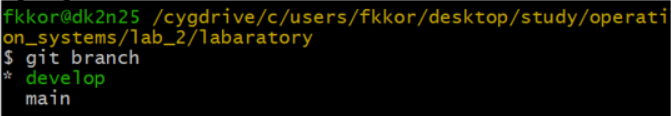 fkkor@dk2n25 /cygdrive/c/users/fkkor/desktop/study/operati
on_systems/lab_2/labaratory
$ git branch
* develop
  main